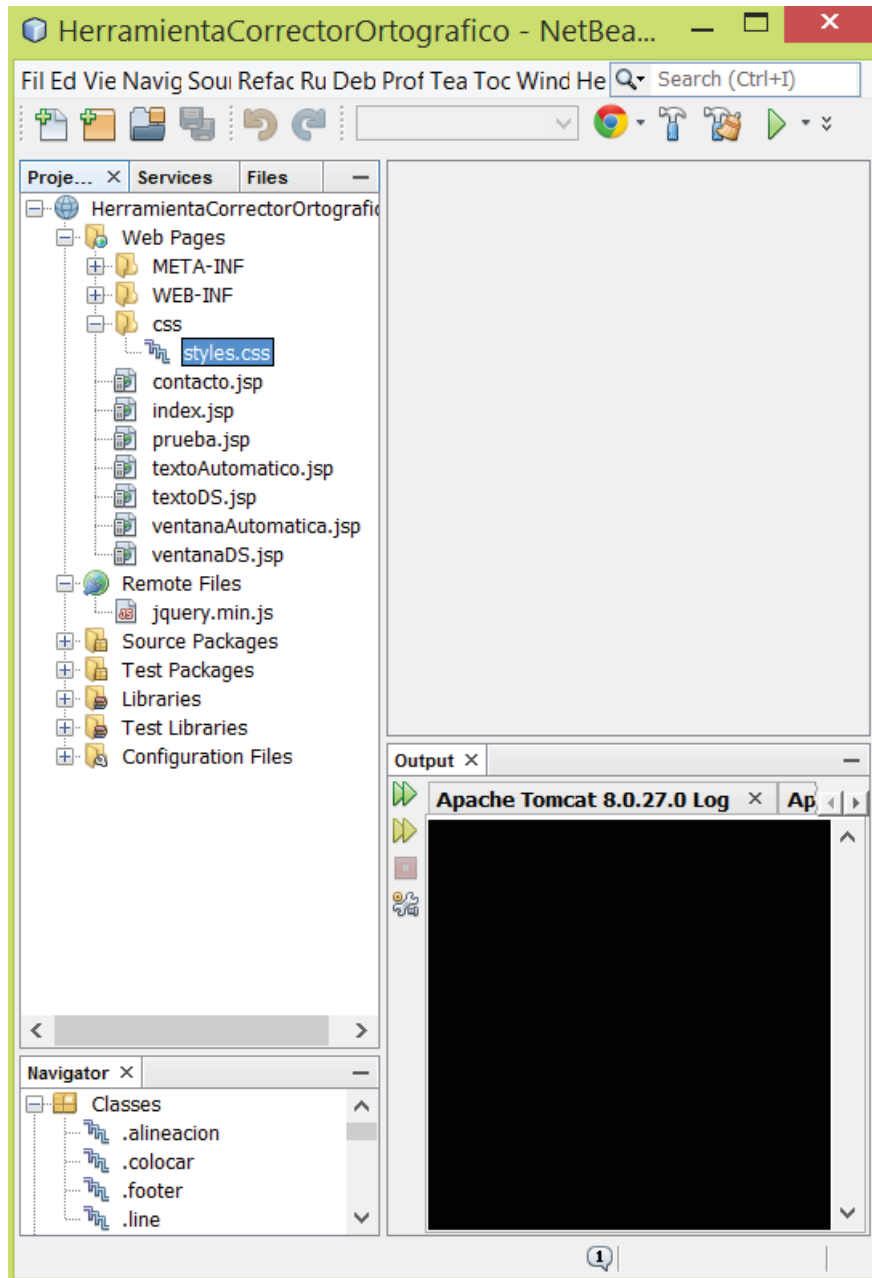 HerramientaCorrectorOrtografico - NetBea...
Fil Ed Vie Navig Sour Refac Ru Deb Prof Tea Toc Wind He Search (Ctrl+I)
Proje... Services Files
HerramientaCorrectorOrtografic
Web Pages
META-INF
WEB-INF
css
styles.css
contacto.jsp
index.jsp
prueba.jsp
textoAutomatico.jsp
textoDS.jsp
ventanaAutomatica.jsp
ventanaDS.jsp
Remote Files
jquery.min.js
Source Packages
Test Packages
Libraries
Test Libraries
Configuration Files
Output
Apache Tomcat 8.0.27.0 Log Ap
Navigator
Classes
.alineacion
.colocar
.footer
.line
1